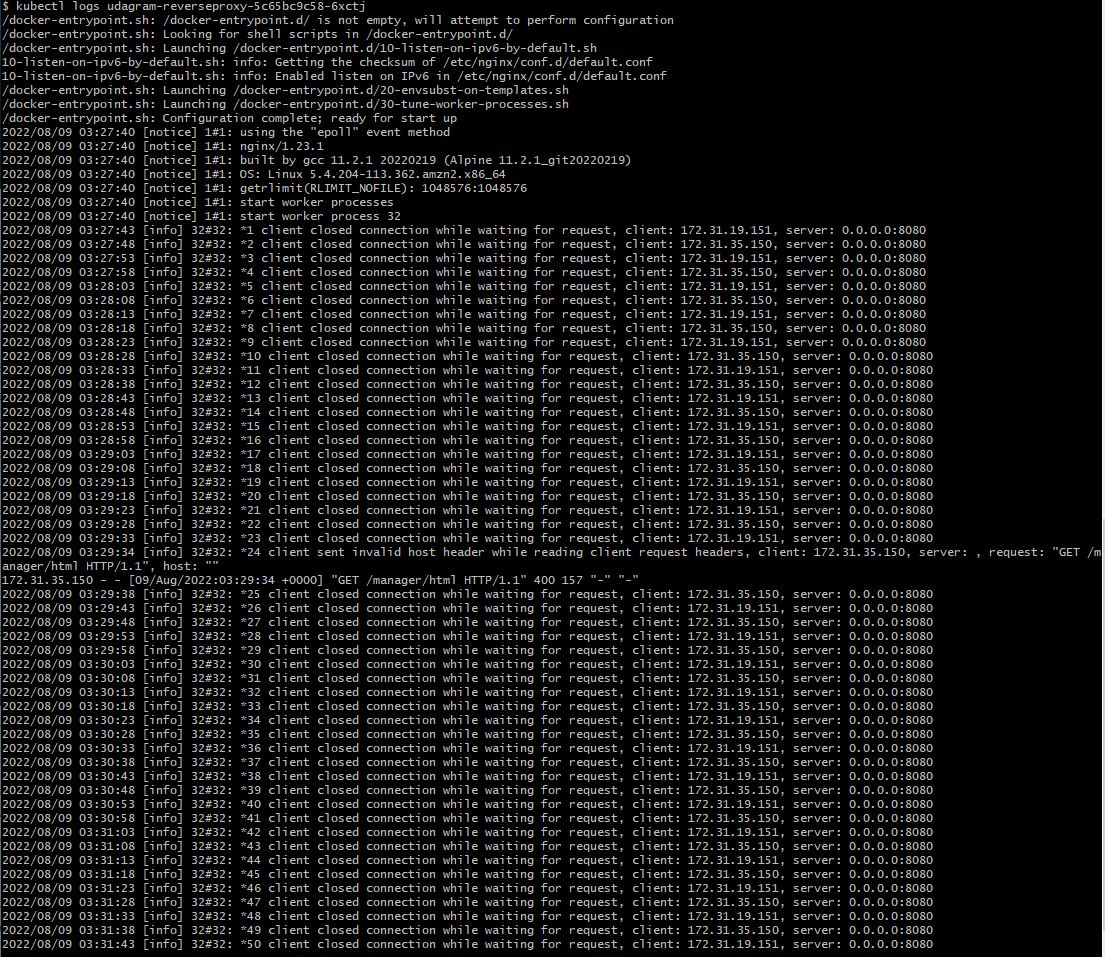 $ kubectl logs udagram-reverseproxy-5c65bc9c58-6xctj
/docker-entrypoint.sh: /docker-entrypoint.d/ is not empty, will attempt to perform configuration
/docker-entrypoint.sh: Looking for shell scripts in /docker-entrypoint.d/
/docker-entrypoint.sh: Launching /docker-entrypoint.d/10-listen-on-ipv6-by-default.sh
10-listen-on-ipv6-by-default.sh: info: Getting the checksum of /etc/nginx/conf.d/default.conf
10-listen-on-ipv6-by-default.sh: info: Enabled listen on IPv6 in /etc/nginx/conf.d/default.conf
/docker-entrypoint.sh: Launching /docker-entrypoint.d/20-envsubst-on-templates.sh
/docker-entrypoint.sh: Launching /docker-entrypoint.d/30-tune-worker-processes.sh
/docker-entrypoint.sh: Configuration complete; ready for start up
2022/08/09 03:27:40 [notice] 1#1: using the "epoll" event method
2022/08/09 03:27:40 [notice] 1#1: nginx/1.23.1
2022/08/09 03:27:40 [notice] 1#1: built by gcc 11.2.1 20220219 (Alpine 11.2.1_git20220219)
2022/08/09 03:27:40 [notice] 1#1: OS: Linux 5.4.204-113.362.amzn2.x86_64
2022/08/09 03:27:40 [notice] 1#1: getrlimit(RLIMIT_NOFILE): 1048576:1048576
2022/08/09 03:27:40 [notice] 1#1: start worker processes
2022/08/09 03:27:40 [notice] 1#1: start worker process 32
2022/08/09 03:27:43 [info] 32#32: *1 client closed connection while waiting for request, client: 172.31.19.151, server: 0.0.0.0:8080
2022/08/09 03:27:48 [info] 32#32: *2 client closed connection while waiting for request, client: 172.31.35.150, server: 0.0.0.0:8080
2022/08/09 03:27:53 [info] 32#32: *3 client closed connection while waiting for request, client: 172.31.19.151, server: 0.0.0.0:8080
2022/08/09 03:27:58 [info] 32#32: *4 client closed connection while waiting for request, client: 172.31.35.150, server: 0.0.0.0:8080
2022/08/09 03:28:03 [info] 32#32: *5 client closed connection while waiting for request, client: 172.31.19.151, server: 0.0.0.0:8080
2022/08/09 03:28:08 [info] 32#32: *6 client closed connection while waiting for request, client: 172.31.35.150, server: 0.0.0.0:8080
2022/08/09 03:28:13 [info] 32#32: *7 client closed connection while waiting for request, client: 172.31.19.151, server: 0.0.0.0:8080
2022/08/09 03:28:18 [info] 32#32: *8 client closed connection while waiting for request, client: 172.31.35.150, server: 0.0.0.0:8080
2022/08/09 03:28:23 [info] 32#32: *9 client closed connection while waiting for request, client: 172.31.19.151, server: 0.0.0.0:8080
2022/08/09 03:28:28 [info] 32#32: *10 client closed connection while waiting for request, client: 172.31.35.150, server: 0.0.0.0:8080
2022/08/09 03:28:33 [info] 32#32: *11 client closed connection while waiting for request, client: 172.31.19.151, server: 0.0.0.0:8080
2022/08/09 03:28:38 [info] 32#32: *12 client closed connection while waiting for request, client: 172.31.35.150, server: 0.0.0.0:8080
2022/08/09 03:28:43 [info] 32#32: *13 client closed connection while waiting for request, client: 172.31.19.151, server: 0.0.0.0:8080
2022/08/09 03:28:48 [info] 32#32: *14 client closed connection while waiting for request, client: 172.31.35.150, server: 0.0.0.0:8080
2022/08/09 03:28:53 [info] 32#32: *15 client closed connection while waiting for request, client: 172.31.19.151, server: 0.0.0.0:8080
2022/08/09 03:28:58 [info] 32#32: *16 client closed connection while waiting for request, client: 172.31.35.150, server: 0.0.0.0:8080
2022/08/09 03:29:03 [info] 32#32: *17 client closed connection while waiting for request, client: 172.31.19.151, server: 0.0.0.0:8080
2022/08/09 03:29:08 [info] 32#32: *18 client closed connection while waiting for request, client: 172.31.35.150, server: 0.0.0.0:8080
2022/08/09 03:29:13 [info] 32#32: *19 client closed connection while waiting for request, client: 172.31.19.151, server: 0.0.0.0:8080
2022/08/09 03:29:18 [info] 32#32: *20 client closed connection while waiting for request, client: 172.31.35.150, server: 0.0.0.0:8080
2022/08/09 03:29:23 [info] 32#32: *21 client closed connection while waiting for request, client: 172.31.19.151, server: 0.0.0.0:8080
2022/08/09 03:29:28 [info] 32#32: *22 client closed connection while waiting for request, client: 172.31.35.150, server: 0.0.0.0:8080
2022/08/09 03:29:33 [info] 32#32: *23 client closed connection while waiting for request, client: 172.31.19.151, server: 0.0.0.0:8080
2022/08/09 03:29:34 [info] 32#32: *24 client sent invalid host header while reading client request headers, client: 172.31.35.150, server: , request: "GET /m
anager/html HTTP/1.1", host: ""
172.31.35.150 - - [09/Aug/2022:03:29:34 +0000] "GET /manager/html HTTP/1.1" 400 157 "-" "-"
2022/08/09 03:29:38 [info] 32#32: *25 client closed connection while waiting for request, client: 172.31.35.150, server: 0.0.0.0:8080
2022/08/09 03:29:43 [info] 32#32: *26 client closed connection while waiting for request, client: 172.31.19.151, server: 0.0.0.0:8080
2022/08/09 03:29:48 [info] 32#32: *27 client closed connection while waiting for request, client: 172.31.35.150, server: 0.0.0.0:8080
2022/08/09 03:29:53 [info] 32#32: *28 client closed connection while waiting for request, client: 172.31.19.151, server: 0.0.0.0:8080
2022/08/09 03:29:58 [info] 32#32: *29 client closed connection while waiting for request, client: 172.31.35.150, server: 0.0.0.0:8080
2022/08/09 03:30:03 [info] 32#32: *30 client closed connection while waiting for request, client: 172.31.19.151, server: 0.0.0.0:8080
2022/08/09 03:30:08 [info] 32#32: *31 client closed connection while waiting for request, client: 172.31.35.150, server: 0.0.0.0:8080
2022/08/09 03:30:13 [info] 32#32: *32 client closed connection while waiting for request, client: 172.31.19.151, server: 0.0.0.0:8080
2022/08/09 03:30:18 [info] 32#32: *33 client closed connection while waiting for request, client: 172.31.35.150, server: 0.0.0.0:8080
2022/08/09 03:30:23 [info] 32#32: *34 client closed connection while waiting for request, client: 172.31.19.151, server: 0.0.0.0:8080
2022/08/09 03:30:28 [info] 32#32: *35 client closed connection while waiting for request, client: 172.31.35.150, server: 0.0.0.0:8080
2022/08/09 03:30:33 [info] 32#32: *36 client closed connection while waiting for request, client: 172.31.19.151, server: 0.0.0.0:8080
2022/08/09 03:30:38 [info] 32#32: *37 client closed connection while waiting for request, client: 172.31.35.150, server: 0.0.0.0:8080
2022/08/09 03:30:43 [info] 32#32: *38 client closed connection while waiting for request, client: 172.31.19.151, server: 0.0.0.0:8080
2022/08/09 03:30:48 [info] 32#32: *39 client closed connection while waiting for request, client: 172.31.35.150, server: 0.0.0.0:8080
2022/08/09 03:30:53 [info] 32#32: *40 client closed connection while waiting for request, client: 172.31.19.151, server: 0.0.0.0:8080
2022/08/09 03:30:58 [info] 32#32: *41 client closed connection while waiting for request, client: 172.31.35.150, server: 0.0.0.0:8080
2022/08/09 03:31:03 [info] 32#32: *42 client closed connection while waiting for request, client: 172.31.19.151, server: 0.0.0.0:8080
2022/08/09 03:31:08 [info] 32#32: *43 client closed connection while waiting for request, client: 172.31.35.150, server: 0.0.0.0:8080
2022/08/09 03:31:13 [info] 32#32: *44 client closed connection while waiting for request, client: 172.31.19.151, server: 0.0.0.0:8080
2022/08/09 03:31:18 [info] 32#32: *45 client closed connection while waiting for request, client: 172.31.35.150, server: 0.0.0.0:8080
2022/08/09 03:31:23 [info] 32#32: *46 client closed connection while waiting for request, client: 172.31.19.151, server: 0.0.0.0:8080
2022/08/09 03:31:28 [info] 32#32: *47 client closed connection while waiting for request, client: 172.31.35.150, server: 0.0.0.0:8080
2022/08/09 03:31:33 [info] 32#32: *48 client closed connection while waiting for request, client: 172.31.19.151, server: 0.0.0.0:8080
2022/08/09 03:31:38 [info] 32#32: *49 client closed connection while waiting for request, client: 172.31.35.150, server: 0.0.0.0:8080
2022/08/09 03:31:43 [info] 32#32: *50 client closed connection while waiting for request, client: 172.31.19.151, server: 0.0.0.0:8080